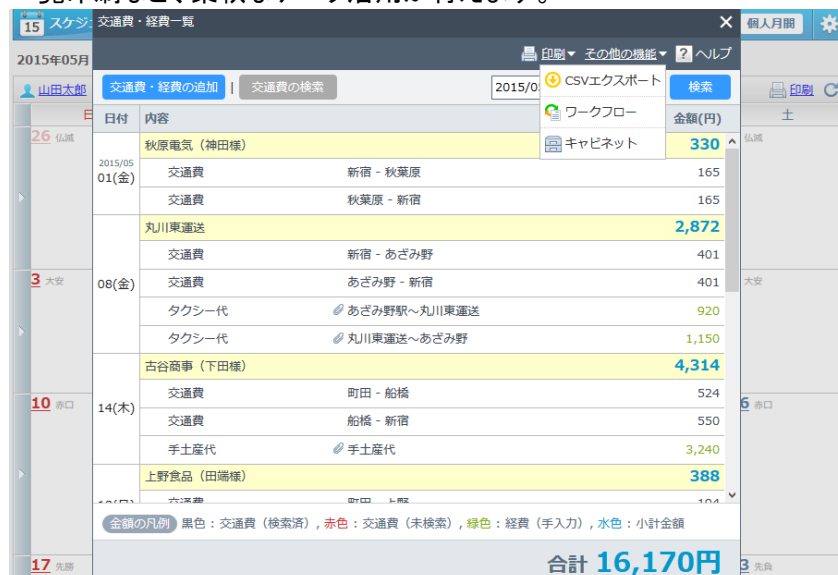 15 スケジ 交通費・経費一覧 × 個人月間
2015年05月 印刷▼ その他の機能▼ ? ヘルプ
山田太郎 交通費・経費の追加 | 交通費の検索 2015/0 検索 印刷
CSVエクスポート
ワークフロー
キャビネット
日付 内容 金額(円) 土
26 仏滅 秋原電気（神田様） 330 仏滅
2015/05
01(金) 交通費 新宿 - 秋葉原 165
交通費 秋葉原 - 新宿 165
丸川東運送 2,872
交通費 新宿 - あざみ野 401
3 大安 08(金) 交通費 あざみ野 - 新宿 401 大安
タクシー代 あざみ野駅～丸川東運送 920
タクシー代 丸川東運送～あざみ野 1,150
古谷商事（下田様） 4,314
10 赤口 14(木) 交通費 町田 - 船橋 524 6 赤口
交通費 船橋 - 新宿 550
手土産代 手土産代 3,240
上野食品（田端様） 388
金額の凡例 黒色：交通費（検索済）, 赤色：交通費（未検索）, 緑色：経費（手入力）, 水色：小計金額
17 先勝 合計 16,170円 3 先負